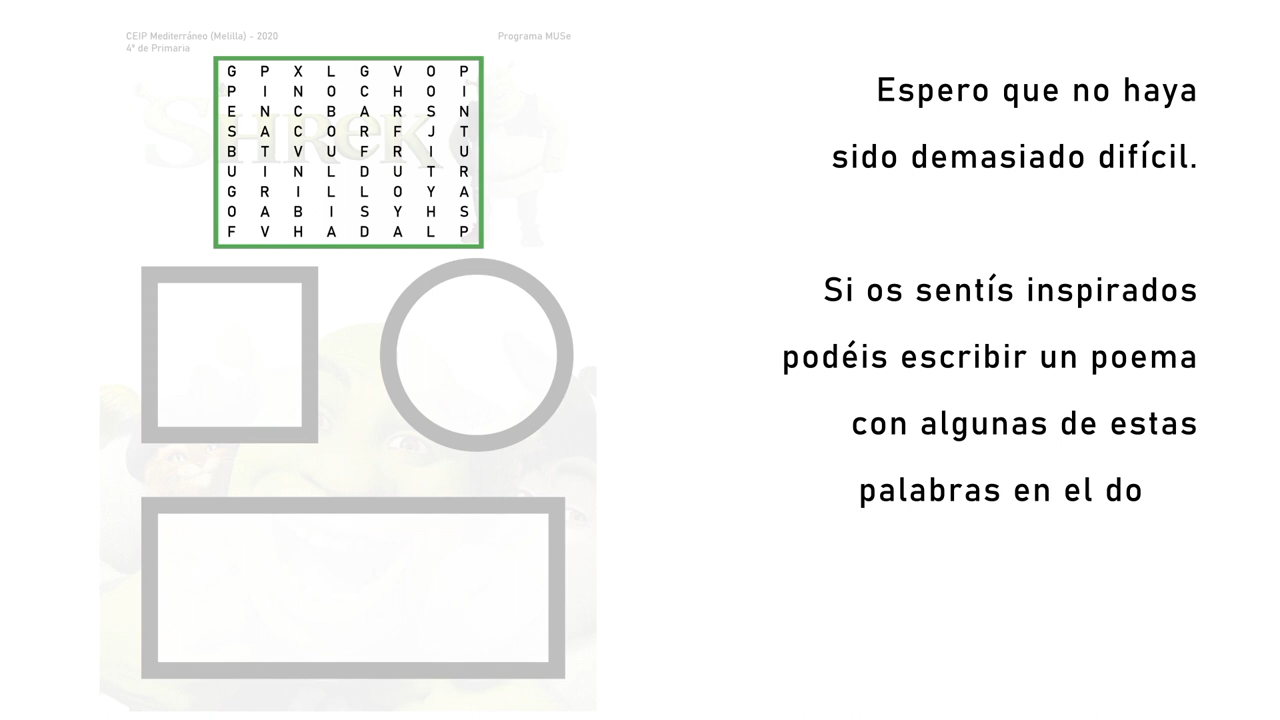 CEIP Mediterráneo (Melilla) - 2020
4º de Primaria
Programa MUSe
SHREK
G P X L G V O P
P I N O C H O I
E N C B A R S N
S A C O R F J T
B T V U F R I U
U I N L D U T R
G R I L L O Y A
O A B I S Y H S
F V H A D A L P
Espero que no haya
sido demasiado difícil.
Si os sentís inspirados
podéis escribir un poema
con algunas de estas
palabras en el do